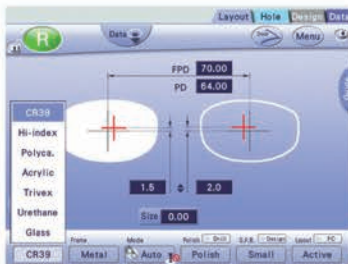 Layout Hole Design Data
R
Data
Menu
FPD 70.00
PD 64.00
CR39
Hi-index
Polyca.
Acrylic
Trivex
Urethane
Glass
1.5
2.0
Size 0.00
Frame Mode Polish Drill S.F.B. Design Layout PC
CR39 Metal Auto Polish Small Active